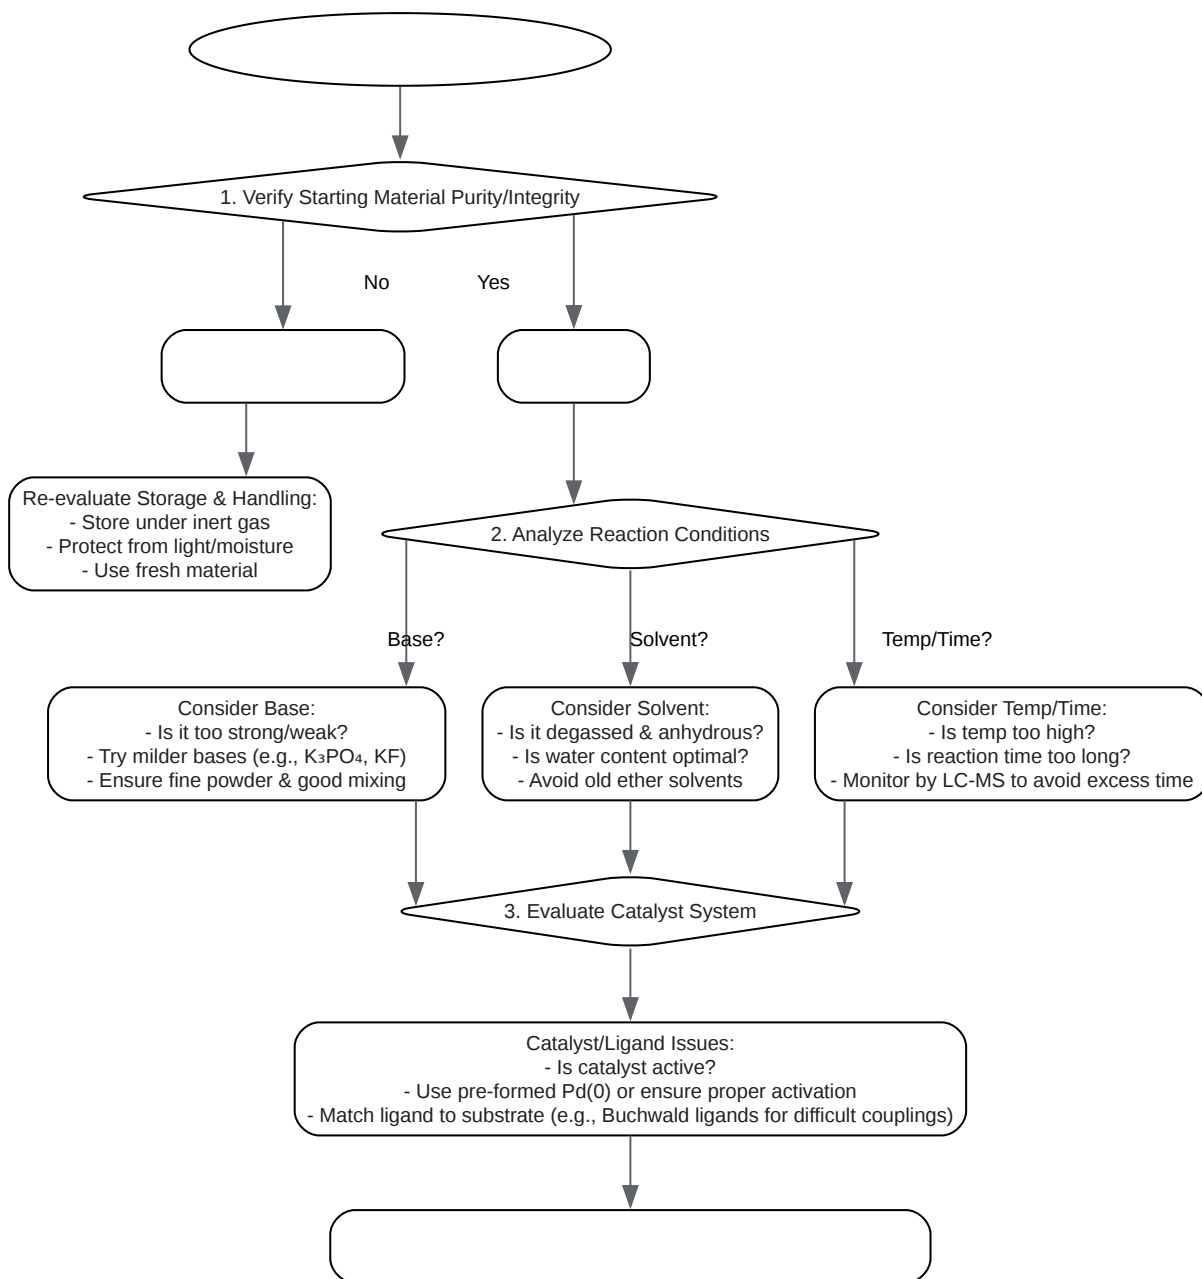 1. Verify Starting Material Purity/Integrity
No
Yes
Re-evaluate Storage & Handling:
- Store under inert gas
- Protect from light/moisture
- Use fresh material
2. Analyze Reaction Conditions
Base?
Solvent?
Temp/Time?
Consider Base:
- Is it too strong/weak?
- Try milder bases (e.g., K₃PO₄, KF)
- Ensure fine powder & good mixing
Consider Solvent:
- Is it degassed & anhydrous?
- Is water content optimal?
- Avoid old ether solvents
Consider Temp/Time:
- Is temp too high?
- Is reaction time too long?
- Monitor by LC-MS to avoid excess time
3. Evaluate Catalyst System
Catalyst/Ligand Issues:
- Is catalyst active?
- Use pre-formed Pd(0) or ensure proper activation
- Match ligand to substrate (e.g., Buchwald ligands for difficult couplings)